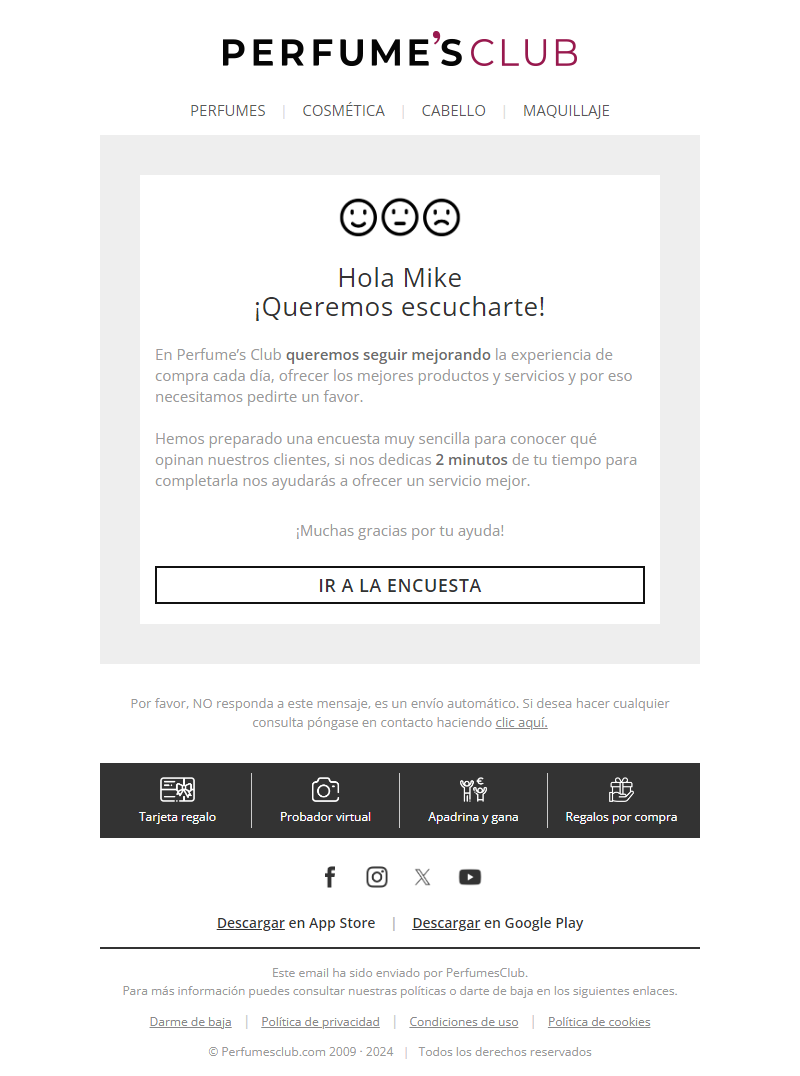 PERFUME'S CLUB
PERFUMES | COSMÉTICA | CABELLO | MAQUILLAJE
Hola Mike
¡Queremos escucharte!
En Perfume’s Club queremos seguir mejorando la experiencia de
compra cada día, ofrecer los mejores productos y servicios y por eso
necesitamos pedirte un favor.
Hemos preparado una encuesta muy sencilla para conocer qué
opinan nuestros clientes, si nos dedicas 2 minutos de tu tiempo para
completarla nos ayudarás a ofrecer un servicio mejor.
¡Muchas gracias por tu ayuda!
IR A LA ENCUESTA
Por favor, NO responda a este mensaje, es un envío automático. Si desea hacer cualquier
consulta póngase en contacto haciendo clic aquí.
Tarjeta regalo
Probador virtual
Apadrina y gana
Regalos por compra
Descargar en App Store | Descargar en Google Play
Este email ha sido enviado por PerfumesClub.
Para más información puedes consultar nuestras políticas o darte de baja en los siguientes enlaces.
Darme de baja | Política de privacidad | Condiciones de uso | Política de cookies
© Perfumesclub.com 2009 · 2024 | Todos los derechos reservados